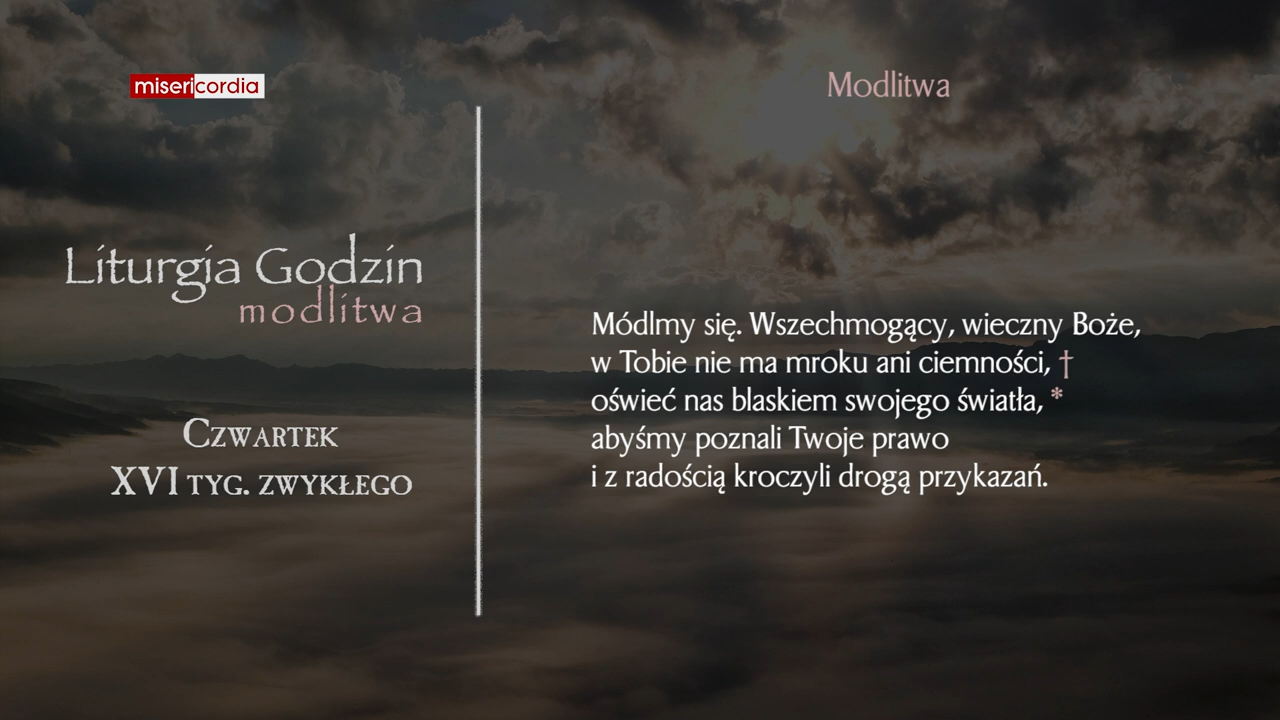 misericordia
Modlitwa
Liturgia Godzin
modlitwa
Czwartek
XVI tyg. zwykłego
Módlmy się. Wszechmogący, wieczny Boże,
w Tobie nie ma mroku ani ciemności, †
oświeć nas blaskiem swojego światła, *
abyśmy poznali Twoje prawo
i z radością kroczyli drogą przykazań.